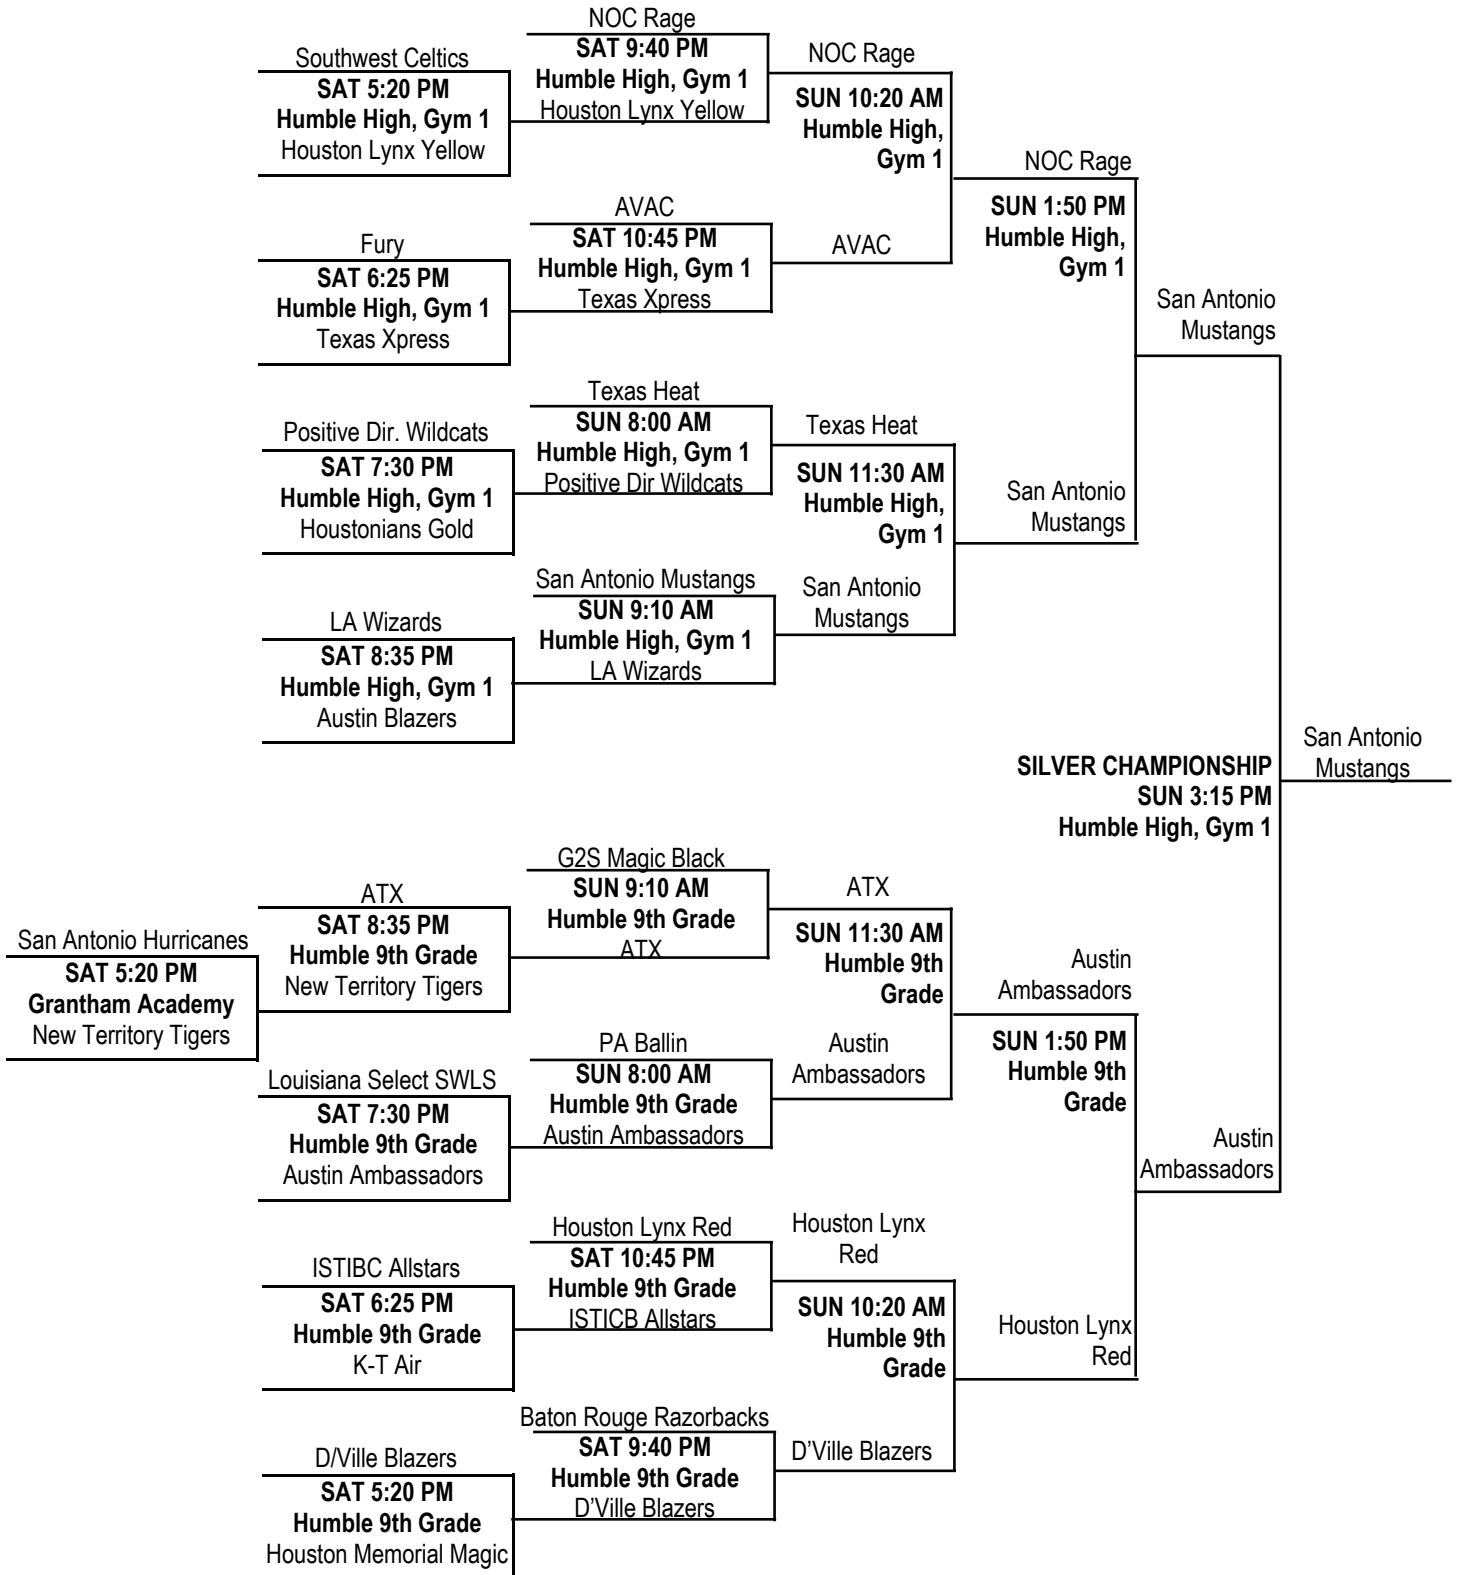 NOC Rage
SAT 9:40 PM
Humble High, Gym 1
Houston Lynx Yellow
Southwest Celtics
SAT 5:20 PM
Humble High, Gym 1
Houston Lynx Yellow
NOC Rage
SUN 10:20 AM
Humble High,
Gym 1
AVAC
NOC Rage
SUN 1:50 PM
Humble High,
Gym 1
AVAC
SAT 10:45 PM
Humble High, Gym 1
Texas Xpress
Fury
SAT 6:25 PM
Humble High, Gym 1
Texas Xpress
San Antonio
Mustangs
Texas Heat
SUN 8:00 AM
Humble High, Gym 1
Positive Dir Wildcats
Positive Dir. Wildcats
SAT 7:30 PM
Humble High, Gym 1
Houstonians Gold
Texas Heat
SUN 11:30 AM
Humble High,
Gym 1
San Antonio
Mustangs
San Antonio
Mustangs
San Antonio Mustangs
SUN 9:10 AM
Humble High, Gym 1
LA Wizards
LA Wizards
SAT 8:35 PM
Humble High, Gym 1
Austin Blazers
SILVER CHAMPIONSHIP
SUN 3:15 PM
Humble High, Gym 1
San Antonio
Mustangs
G2S Magic Black
SUN 9:10 AM
Humble 9th Grade
ATX
ATX
SAT 8:35 PM
Humble 9th Grade
New Territory Tigers
San Antonio Hurricanes
SAT 5:20 PM
Grantham Academy
New Territory Tigers
ATX
SUN 11:30 AM
Humble 9th
Grade
Austin
Ambassadors
Austin
Ambassadors
SUN 1:50 PM
Humble 9th
Grade
PA Ballin
SUN 8:00 AM
Humble 9th Grade
Austin Ambassadors
Louisiana Select SWLS
SAT 7:30 PM
Humble 9th Grade
Austin Ambassadors
Austin
Ambassadors
Houston Lynx Red
SAT 10:45 PM
Humble 9th Grade
ISTICB Allstars
ISTIBC Allstars
SAT 6:25 PM
Humble 9th Grade
K-T Air
Houston Lynx
Red
SUN 10:20 AM
Humble 9th
Grade
D'Ville Blazers
Houston Lynx
Red
Baton Rouge Razorbacks
SAT 9:40 PM
Humble 9th Grade
D'Ville Blazers
D/Ville Blazers
SAT 5:20 PM
Humble 9th Grade
Houston Memorial Magic